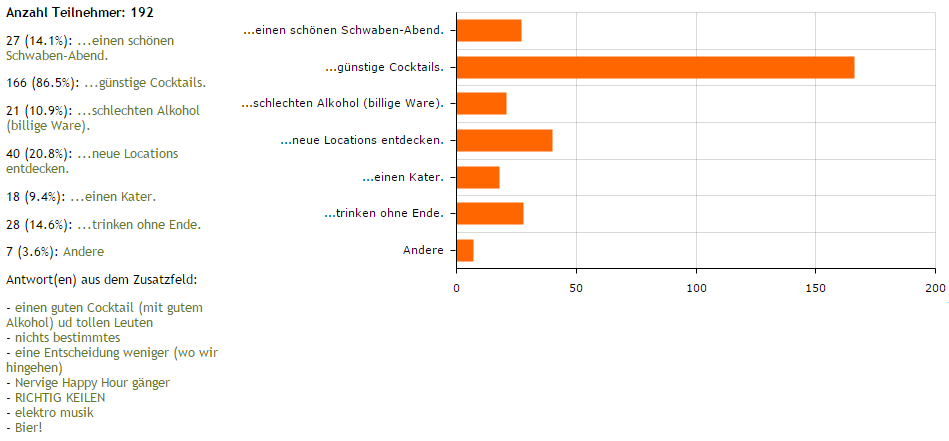 Anzahl Teilnehmer: 192
27 (14.1%): ...einen schönen
Schwaben-Abend.
166 (86.5%): ...günstige Cocktails.
21 (10.9%): ...schlechten Alkohol
(billige Ware).
40 (20.8%): ...neue Locations
entdecken.
18 (9.4%): ...einen Kater.
28 (14.6%): ...trinken ohne Ende.
7 (3.6%): Andere
Antwort(en) aus dem Zusatzfeld:
- einen guten Cocktail (mit gutem
Alkohol) ud tollen Leuten
- nichts bestimmtes
- eine Entscheidung weniger (wo wir
hingehen)
- Nervige Happy Hour gänger
- RICHTIG KEILEN
- elektro musik
- Bier!
...einen schönen Schwaben-Abend.
...günstige Cocktails.
...schlechten Alkohol (billige Ware).
...neue Locations entdecken.
...einen Kater.
...trinken ohne Ende.
Andere
0 50 100 150 200